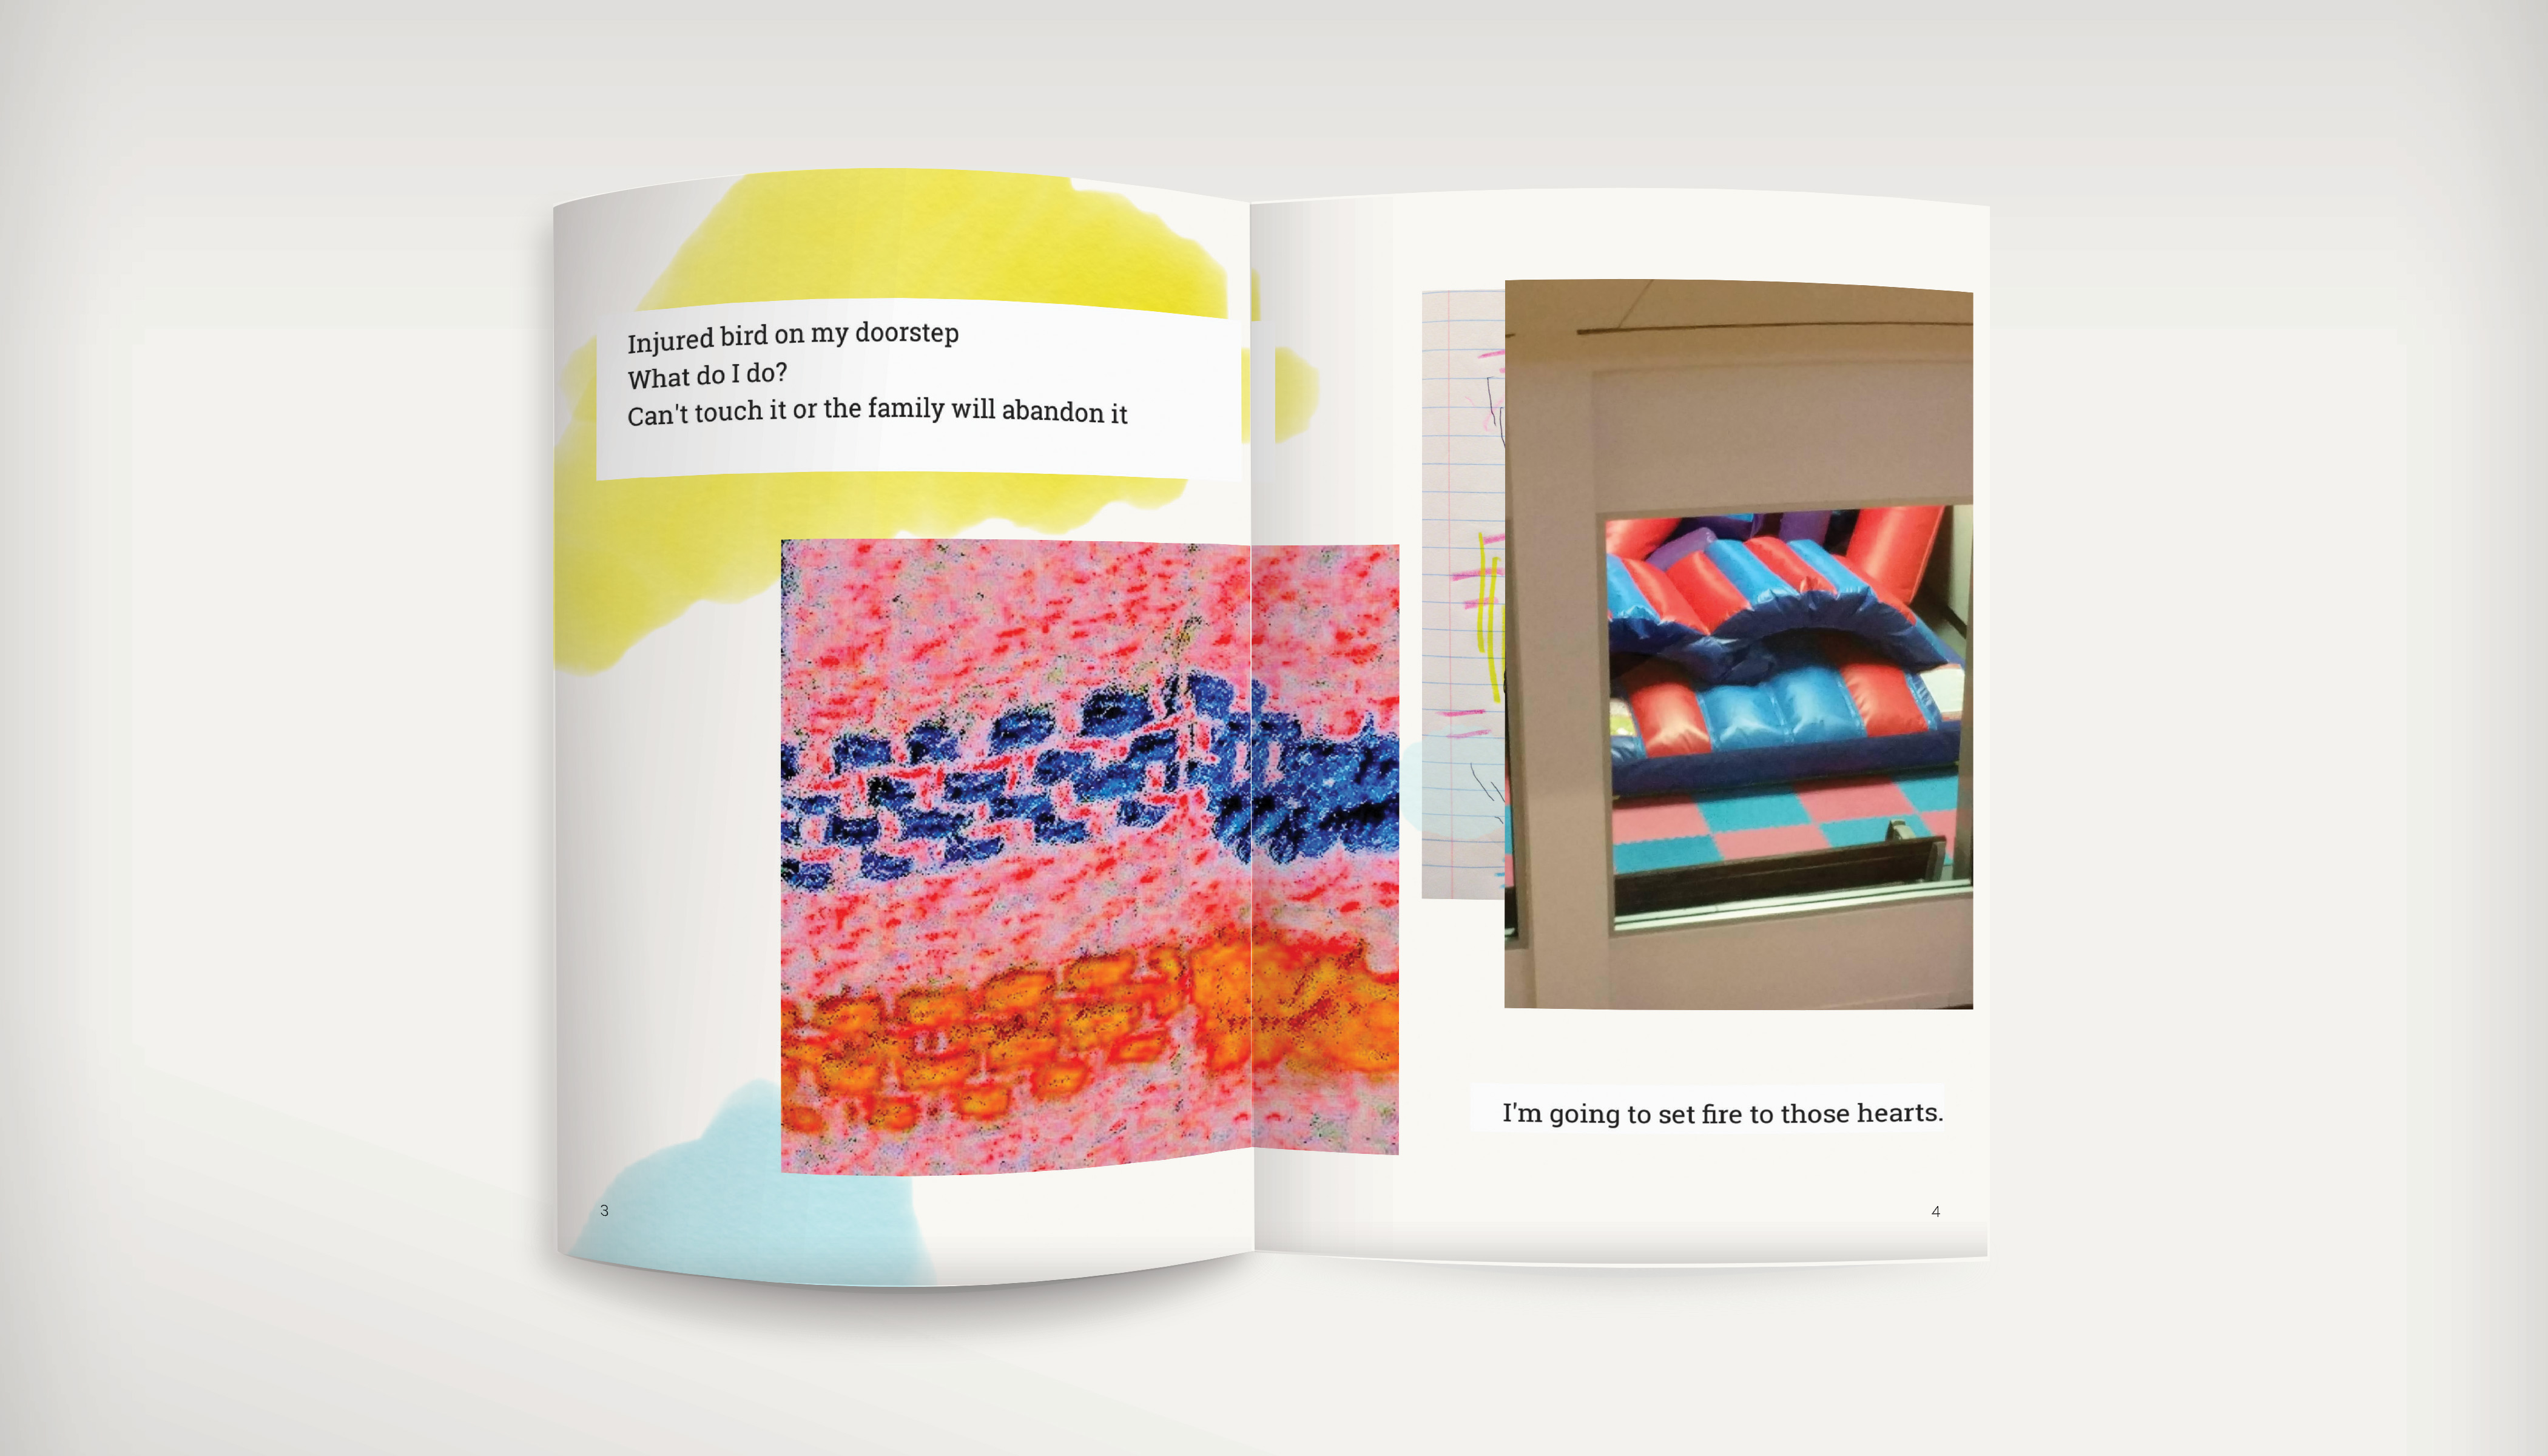 Injured bird on my doorstep
What do I do?
Can't touch it or the family will abandon it
I'm going to set fire to those hearts.
3
4